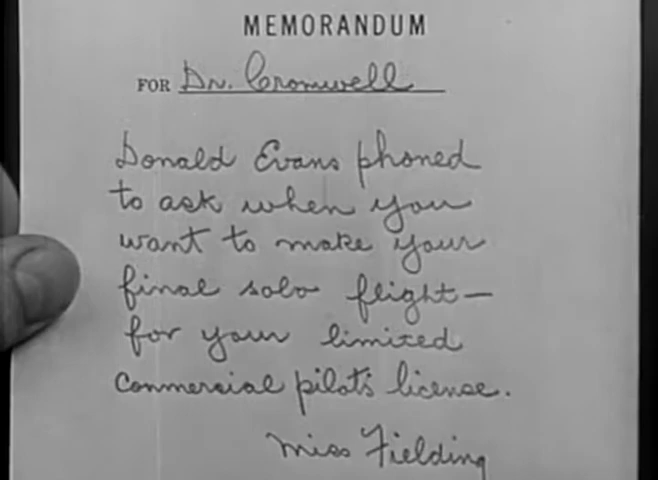 MEMORANDUM
FOR Dr. Cromwell
Donald Evans phoned
to ask when you
want to make your
final solo flight—
for your limited
commercial pilot's license.
Miss Fielding